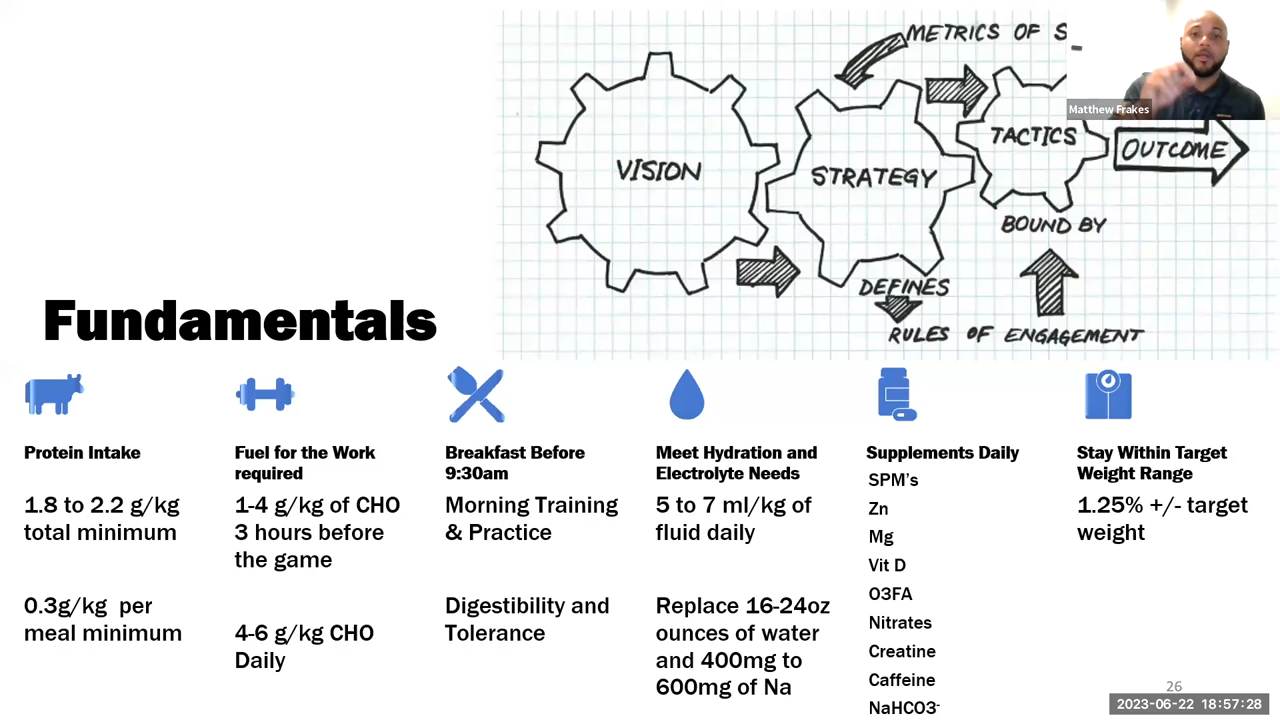 METRICS OF S
VISION
STRATEGY
TACTICS
OUTCOME
BOUND BY
DEFINES
RULES OF ENGAGEMENT
Matthew Frakes
Fundamentals
Protein Intake
1.8 to 2.2 g/kg
total minimum
0.3g/kg per
meal minimum
Fuel for the Work
required
1-4 g/kg of CHO
3 hours before
the game
4-6 g/kg CHO
Daily
Breakfast Before
9:30am
Morning Training
& Practice
Digestibility and
Tolerance
Meet Hydration and
Electrolyte Needs
5 to 7 ml/kg of
fluid daily
Replace 16-24oz
ounces of water
and 400mg to
600mg of Na
Supplements Daily
SPM's
Zn
Mg
Vit D
O3FA
Nitrates
Creatine
Caffeine
NaHCO3-
Stay Within Target
Weight Range
1.25% +/- target
weight
26
2023-06-22 18:57:28